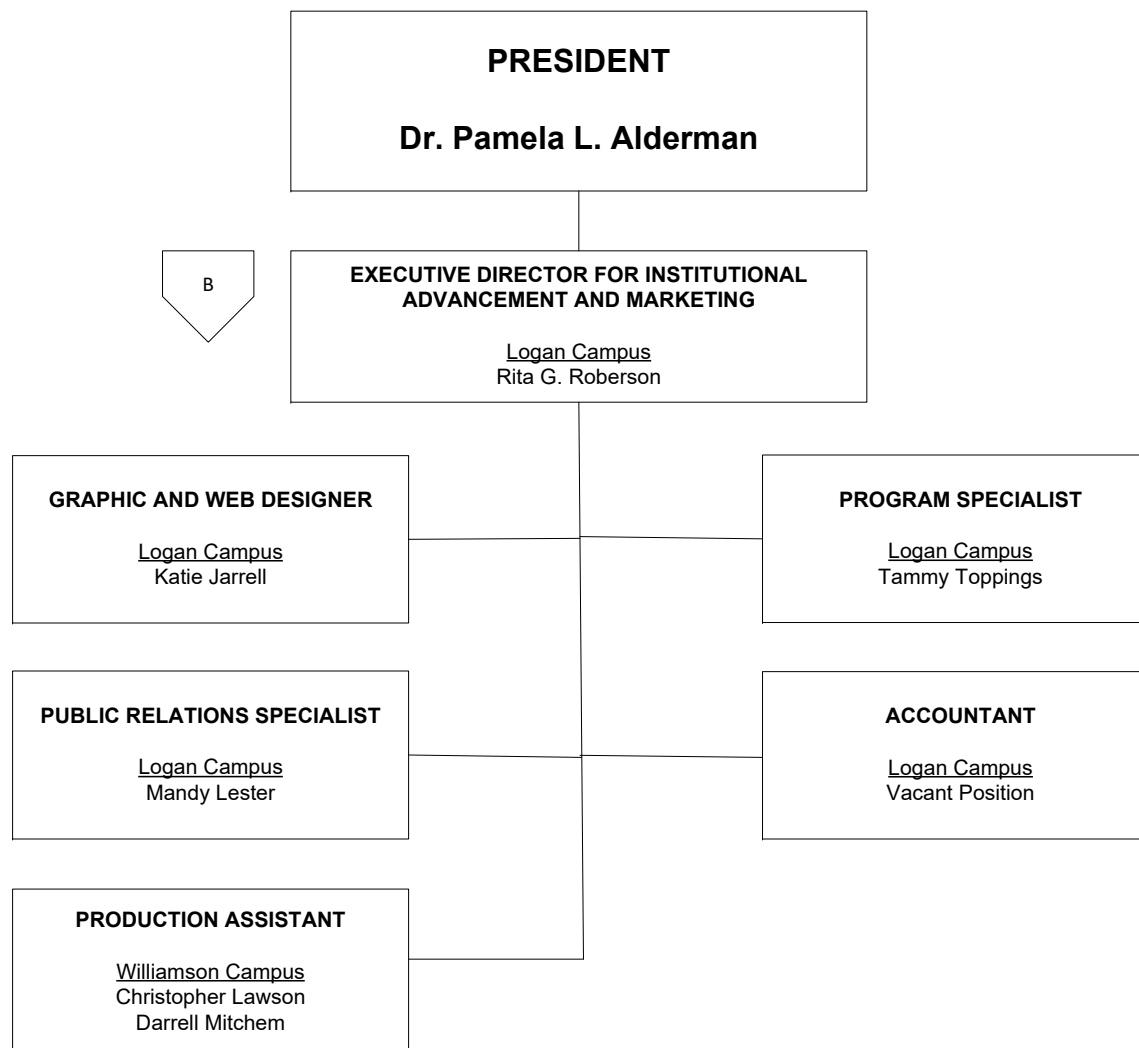 PRESIDENT
Dr. Pamela L. Alderman
B
EXECUTIVE DIRECTOR FOR INSTITUTIONAL
ADVANCEMENT AND MARKETING
Logan Campus
Rita G. Roberson
GRAPHIC AND WEB DESIGNER
Logan Campus
Katie Jarrell
PROGRAM SPECIALIST
Logan Campus
Tammy Toppings
PUBLIC RELATIONS SPECIALIST
Logan Campus
Mandy Lester
ACCOUNTANT
Logan Campus
Vacant Position
PRODUCTION ASSISTANT
Williamson Campus
Christopher Lawson
Darrell Mitchem